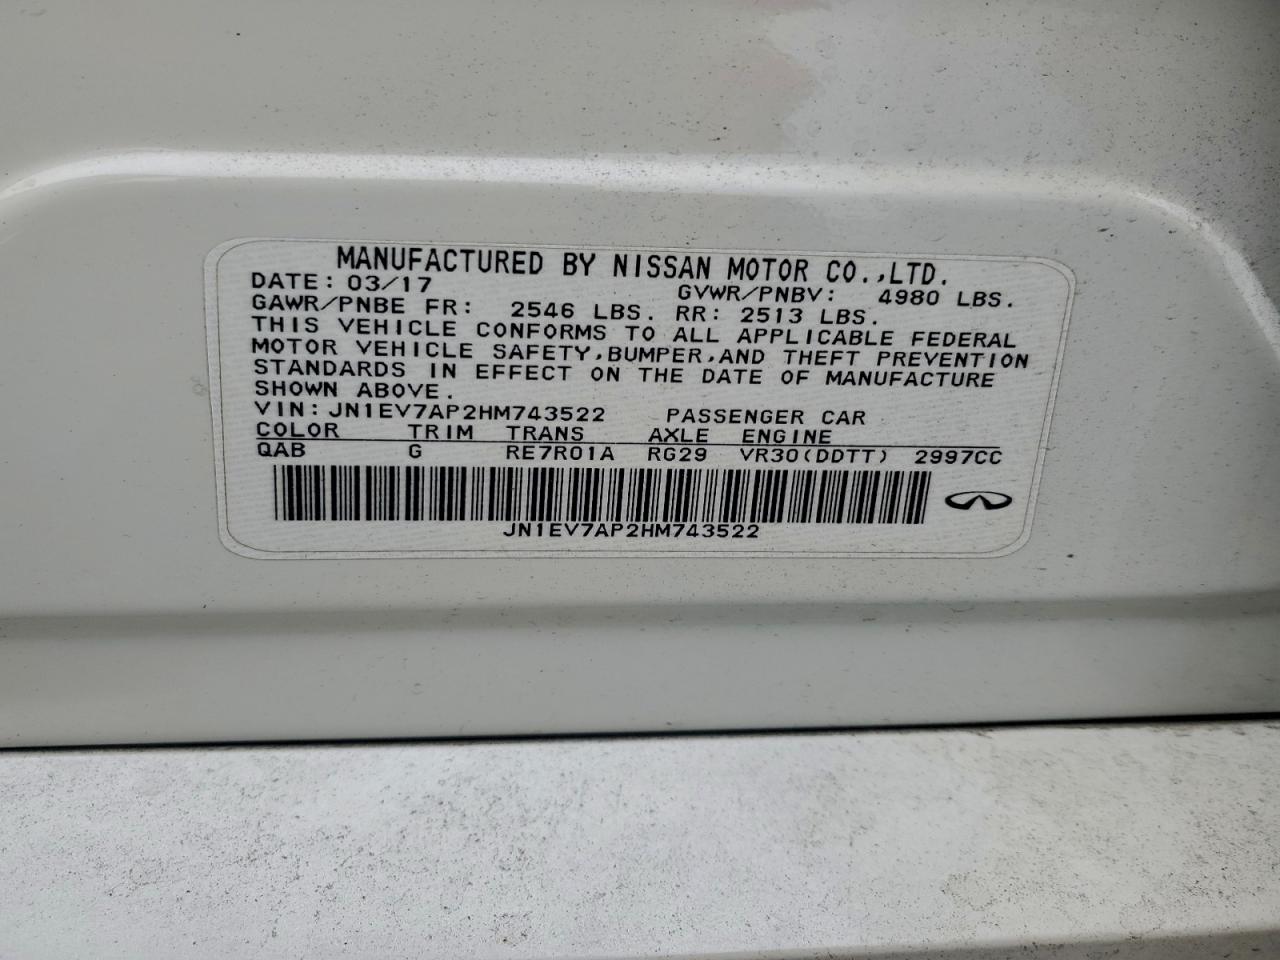 MANUFACTURED BY NISSAN MOTOR CO.,LTD.
DATE: 03/17 GVWR/PNBV: 4980 LBS.
GAWR/PNBE FR: 2546 LBS. RR: 2513 LBS.
THIS VEHICLE CONFORMS TO ALL APPLICABLE FEDERAL
MOTOR VEHICLE SAFETY,BUMPER,AND THEFT PREVENTION
STANDARDS IN EFFECT ON THE DATE OF MANUFACTURE
SHOWN ABOVE.
VIN: JN1EV7AP2HM743522 PASSENGER CAR
COLOR TRIM TRANS AXLE ENGINE
QAB G RE7R01A RG29 VR30(DDTT) 2997CC
JN1EV7AP2HM743522